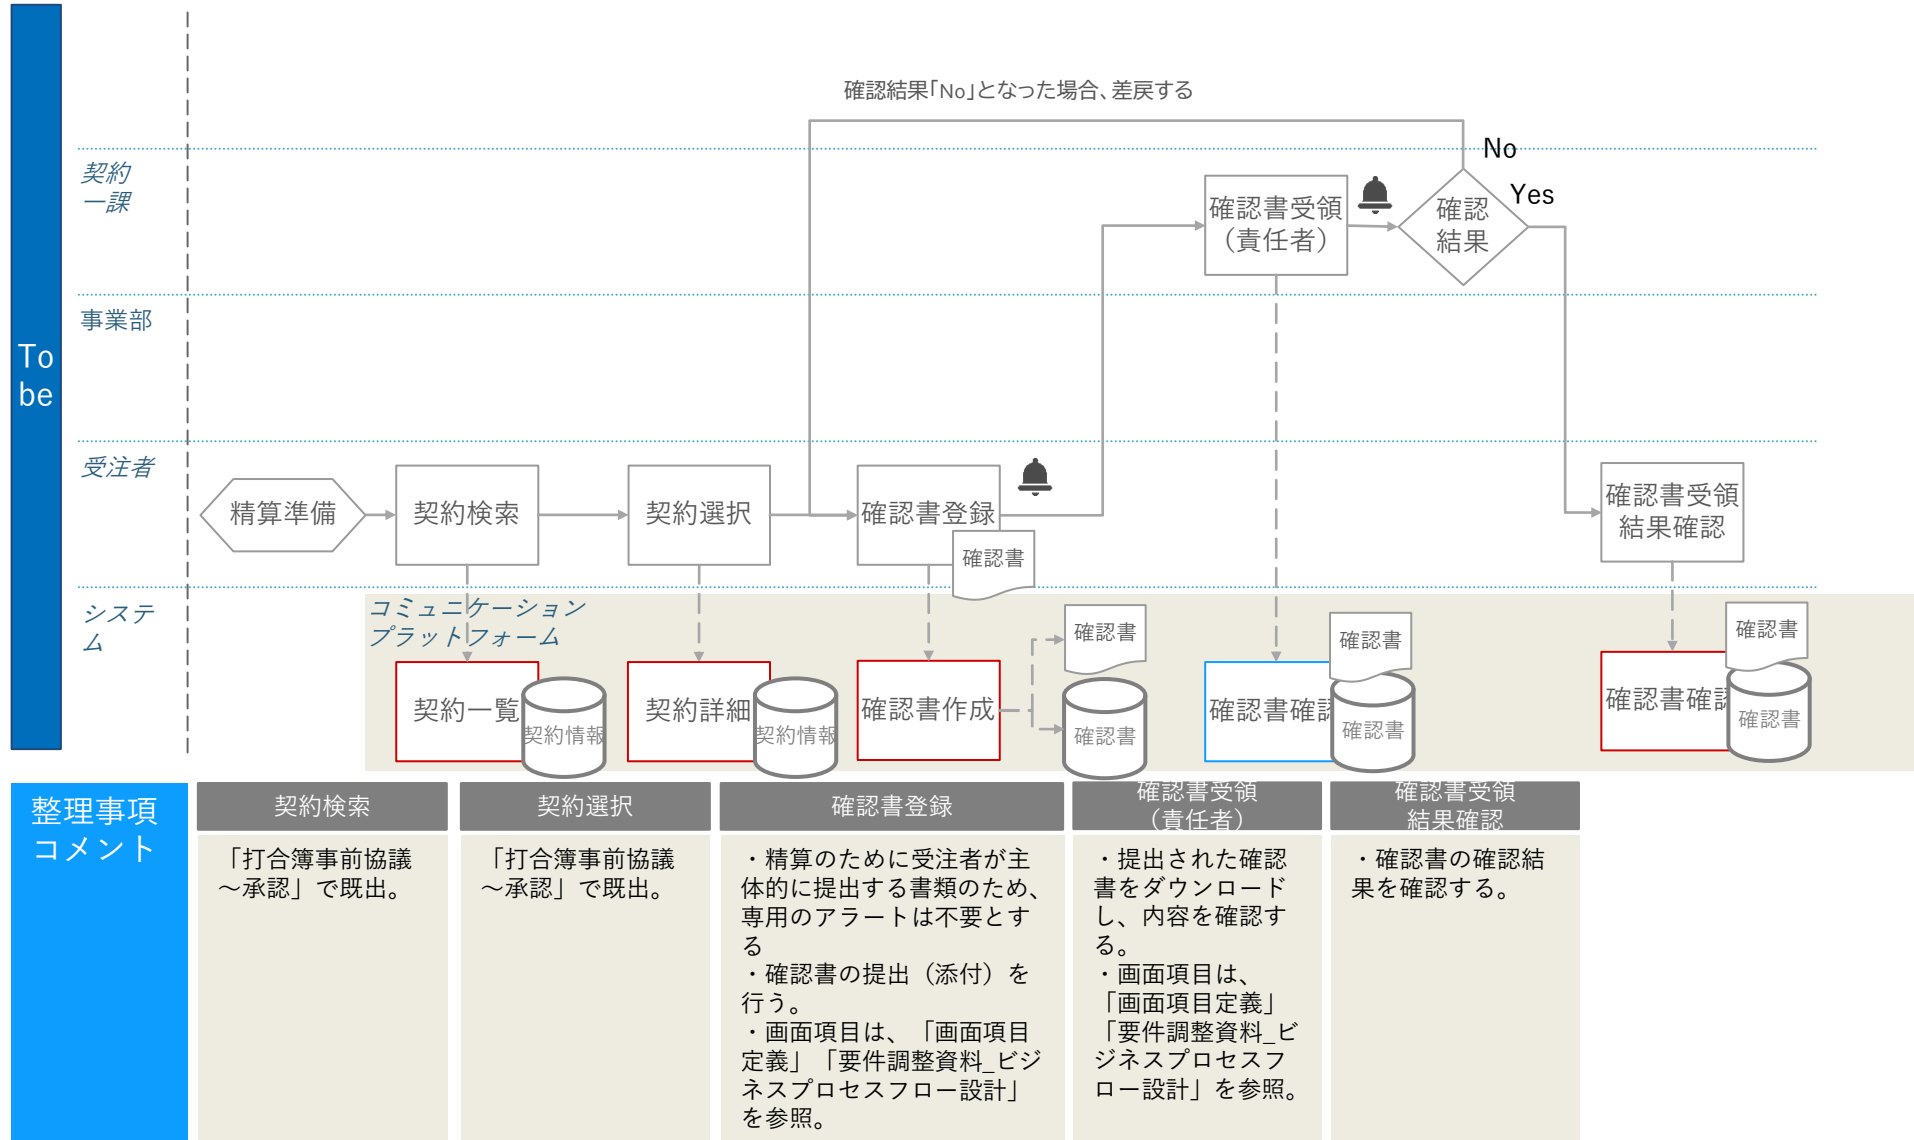 To
be
確認結果「No」となった場合、差戻する
契約
一課
確認書受領
（責任者）
確認
結果
No
Yes
事業部
受注者
精算準備
契約検索
契約選択
確認書登録
確認書
確認書受領
結果確認
システ
ム
コミュニケーション
プラットフォーム
契約一覧
契約情報
契約詳細
契約情報
確認書作成
確認書
確認書
確認書確認
確認書
確認書
確認書確認
確認書
確認書
整理事項
コメント
契約検索
「打合簿事前協議
～承認」で既出。
契約選択
「打合簿事前協議
～承認」で既出。
確認書登録
・精算のために受注者が主
体的に提出する書類のため、
専用のアラートは不要とす
る
・確認書の提出（添付）を
行う。
・画面項目は、「画面項目
定義」「要件調整資料_ビジ
ネスプロセスフロー設計」
を参照。
確認書受領
（責任者）
・提出された確認
書をダウンロード
し、内容を確認す
る。
・画面項目は、
「画面項目定義」
「要件調整資料_ビ
ジネスプロセスフ
ロー設計」を参照。
確認書受領
結果確認
・確認書の確認結
果を確認する。